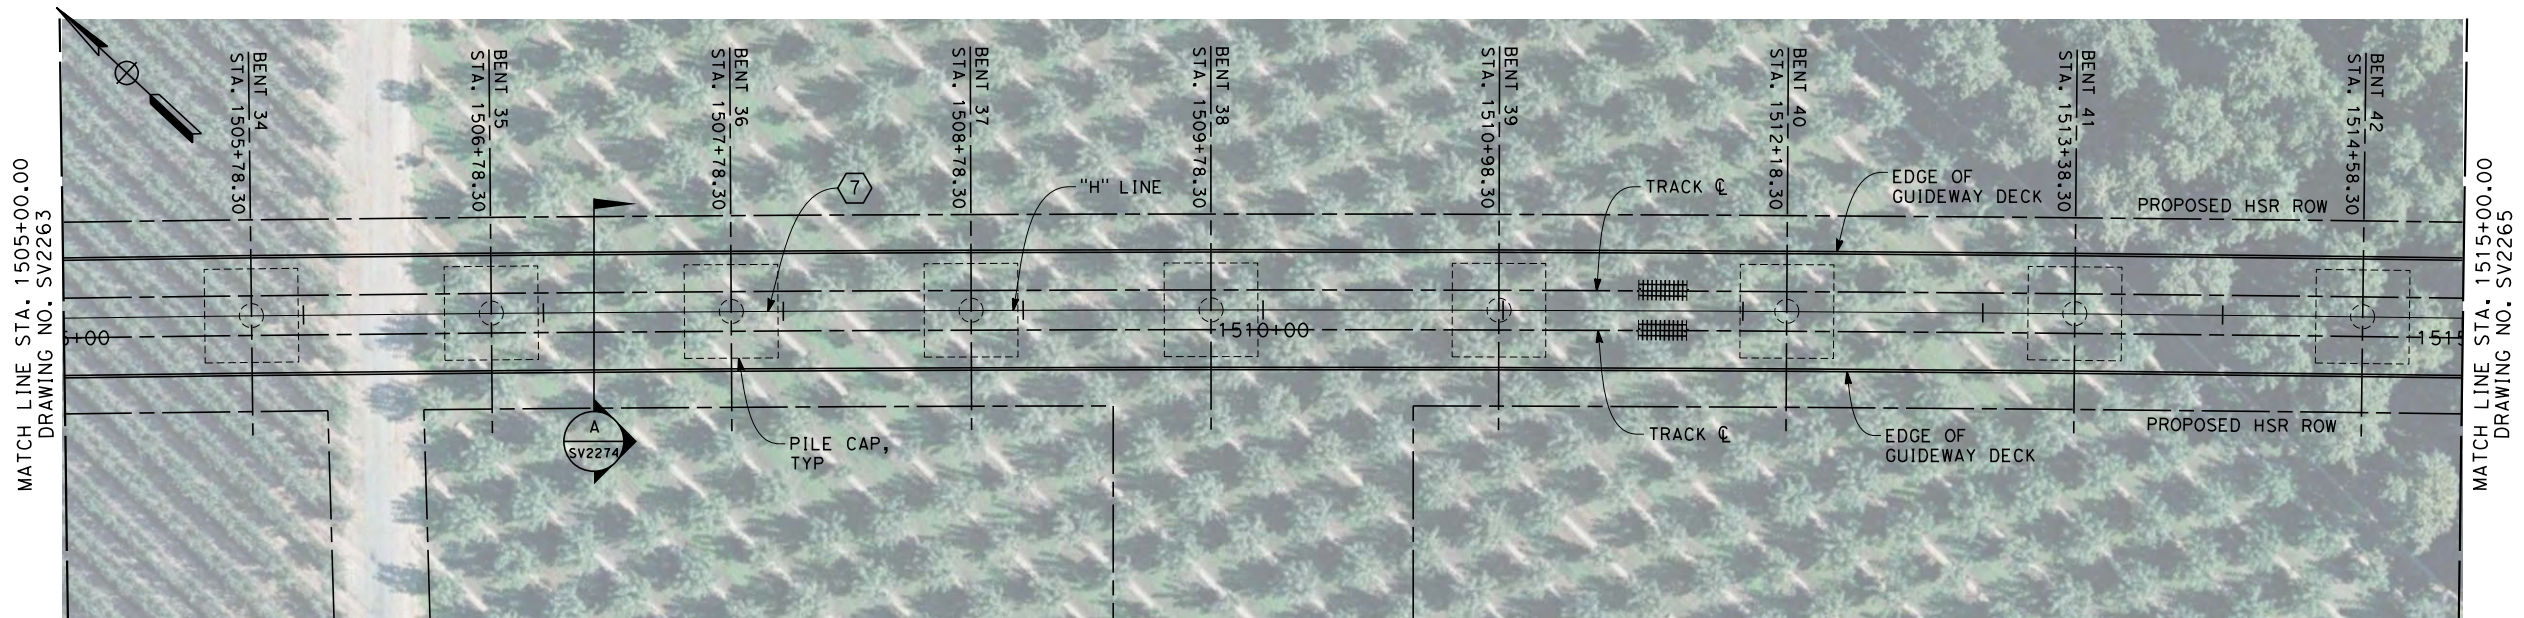 MATCH LINE STA. 1505+00.00
DRAWING NO. SV2263
BENT 34
STA. 1505+78.30
BENT 35
STA. 1506+78.30
BENT 36
STA. 1507+78.30
BENT 37
STA. 1508+78.30
BENT 38
STA. 1509+78.30
BENT 39
STA. 1510+98.30
BENT 40
STA. 1512+18.30
BENT 41
STA. 1513+38.30
BENT 42
STA. 1514+58.30
7
"H" LINE
TRACK ℄
EDGE OF
GUIDEWAY DECK
PROPOSED HSR ROW
5+00
1510+00
1515
A
SV2274
PILE CAP,
TYP
TRACK ℄
EDGE OF
GUIDEWAY DECK
PROPOSED HSR ROW
MATCH LINE STA. 1515+00.00
DRAWING NO. SV2265